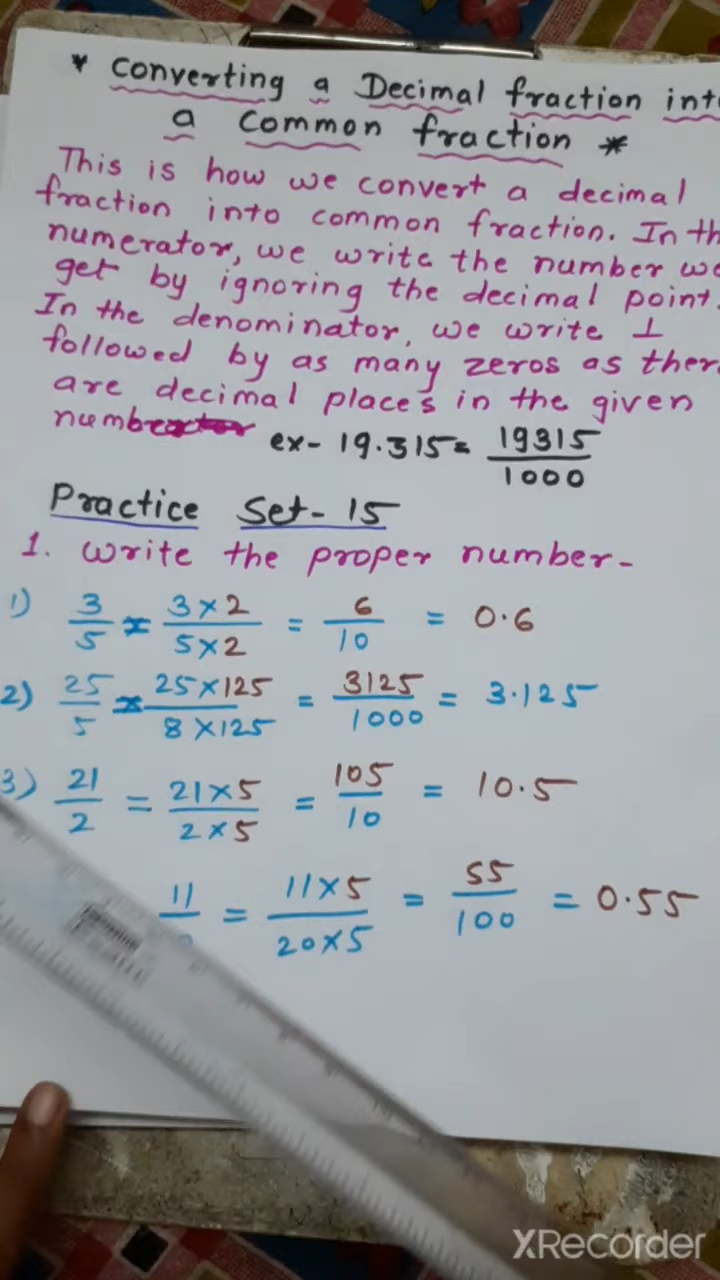 * Converting a Decimal fraction int
a Common fraction *
This is how we convert a decimal
fraction into common fraction. In th
numerator, we write the number we
get by ignoring the decimal point.
In the denominator, we write 1
followed by as many zeros as ther
are decimal places in the given
number ex- 19.315 = 19315/1000
Practice Set - 15
1. Write the proper number -
1) 3/5 = 3×2/5×2 = 6/10 = 0.6
2) 25/5 = 25×125/8×125 = 3125/1000 = 3.125
3) 21/2 = 21×5/2×5 = 105/10 = 10.5
11 = 11×5/20×5 = 55/100 = 0.55
XRecorder